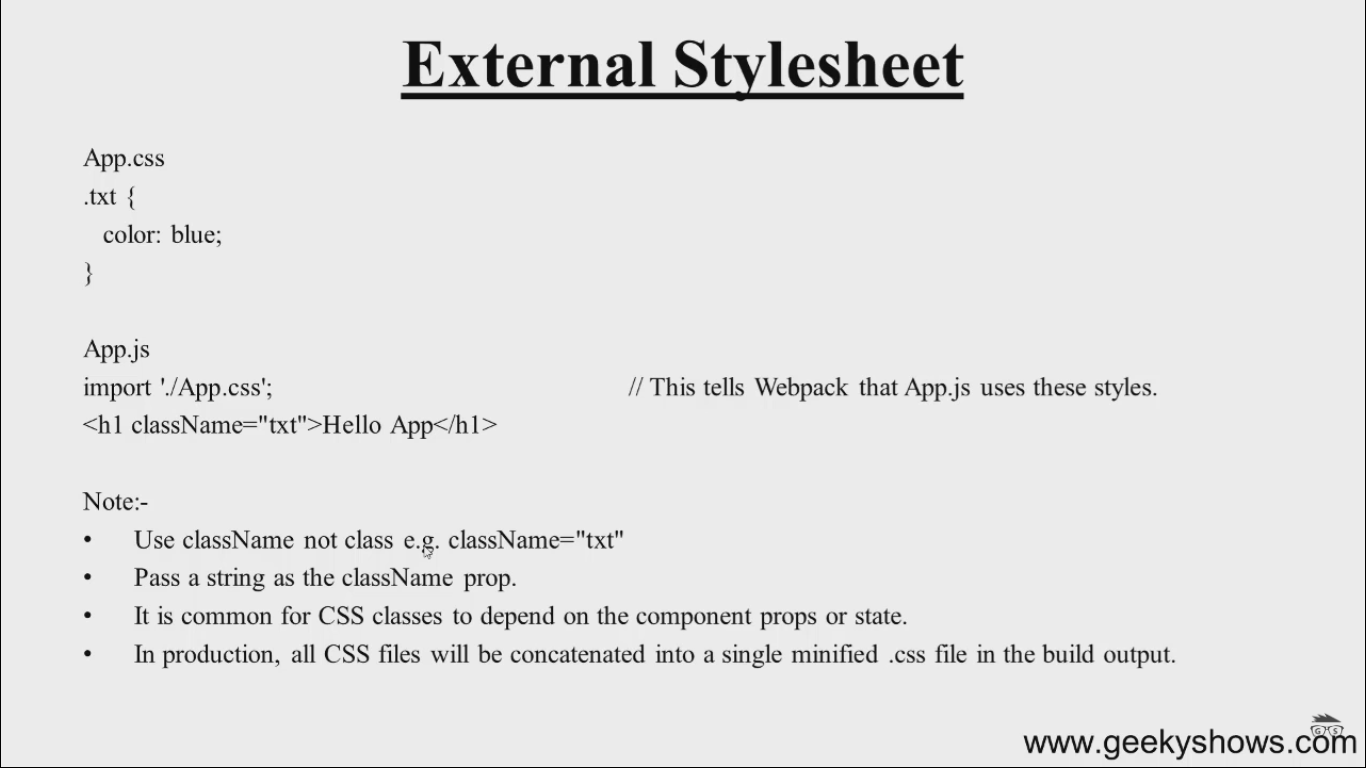 External Stylesheet
App.css
.txt {
color: blue;
}
App.js
import './App.css'; // This tells Webpack that App.js uses these styles.
<h1 className="txt">Hello App</h1>
Note:-
• Use className not class e.g. className="txt"
• Pass a string as the className prop.
• It is common for CSS classes to depend on the component props or state.
• In production, all CSS files will be concatenated into a single minified .css file in the build output.
GS
www.geekyshows.com